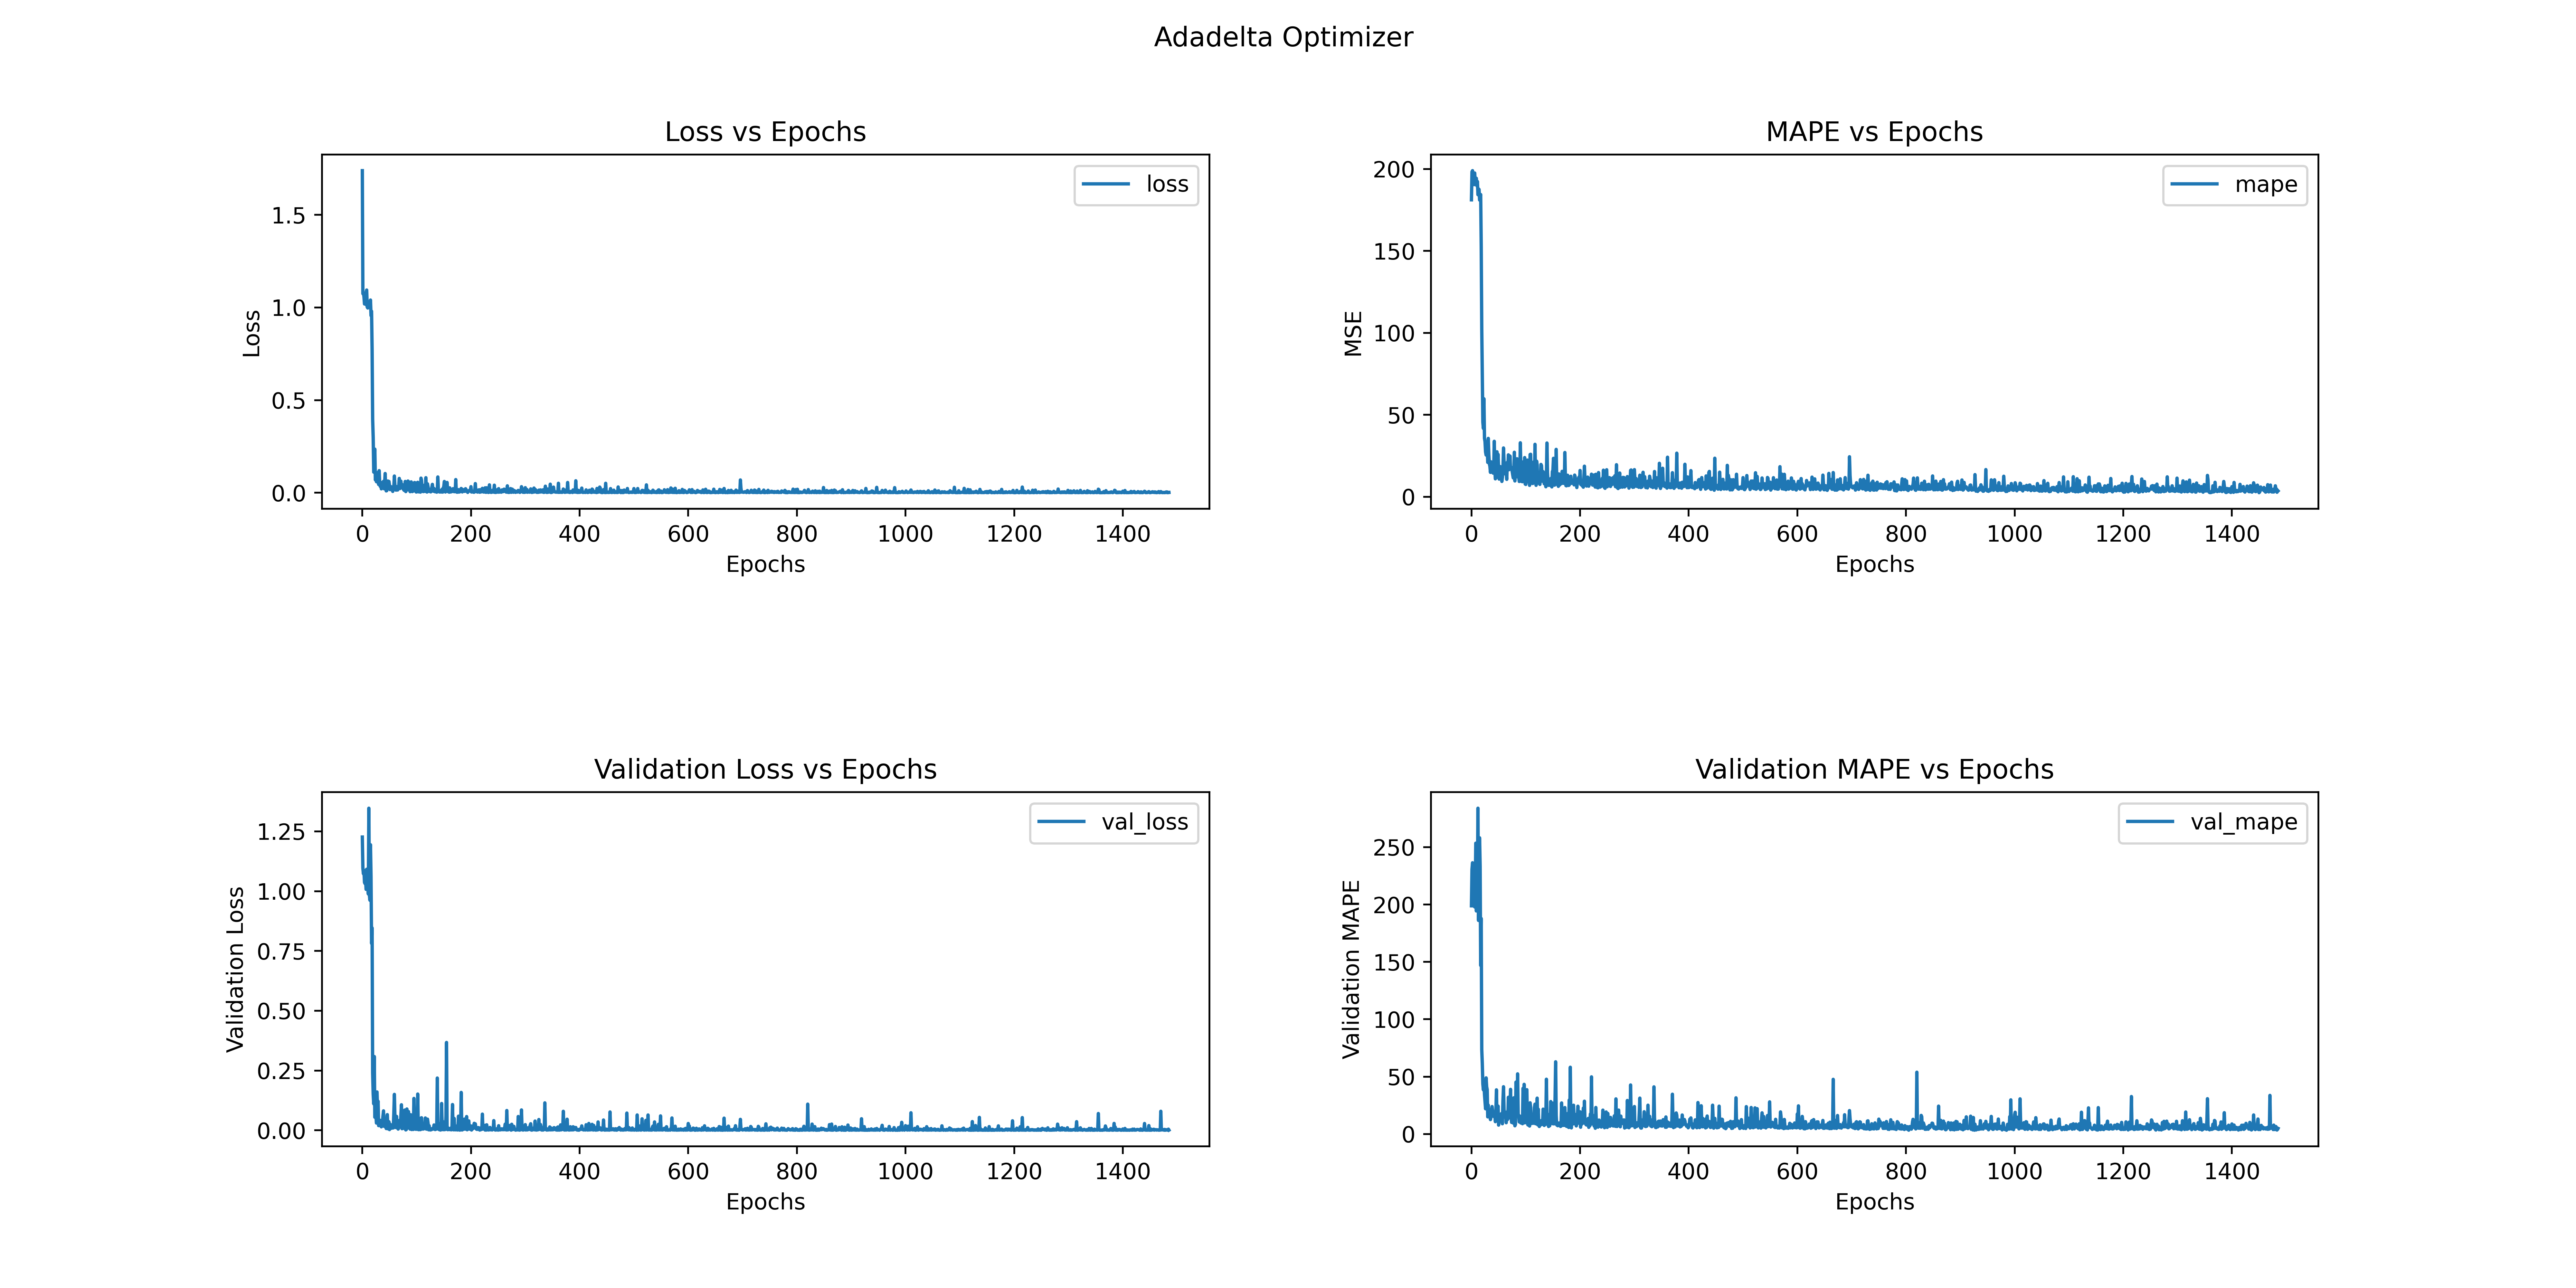 Adadelta Optimizer
Loss vs Epochs
loss
1.5
1.0
0.5
0.0
Loss
0 200 400 600 800 1000 1200 1400
Epochs
MAPE vs Epochs
mape
200
150
100
50
0
MSE
0 200 400 600 800 1000 1200 1400
Epochs
Validation Loss vs Epochs
val_loss
1.25
1.00
0.75
0.50
0.25
0.00
Validation Loss
0 200 400 600 800 1000 1200 1400
Epochs
Validation MAPE vs Epochs
val_mape
250
200
150
100
50
0
Validation MAPE
0 200 400 600 800 1000 1200 1400
Epochs